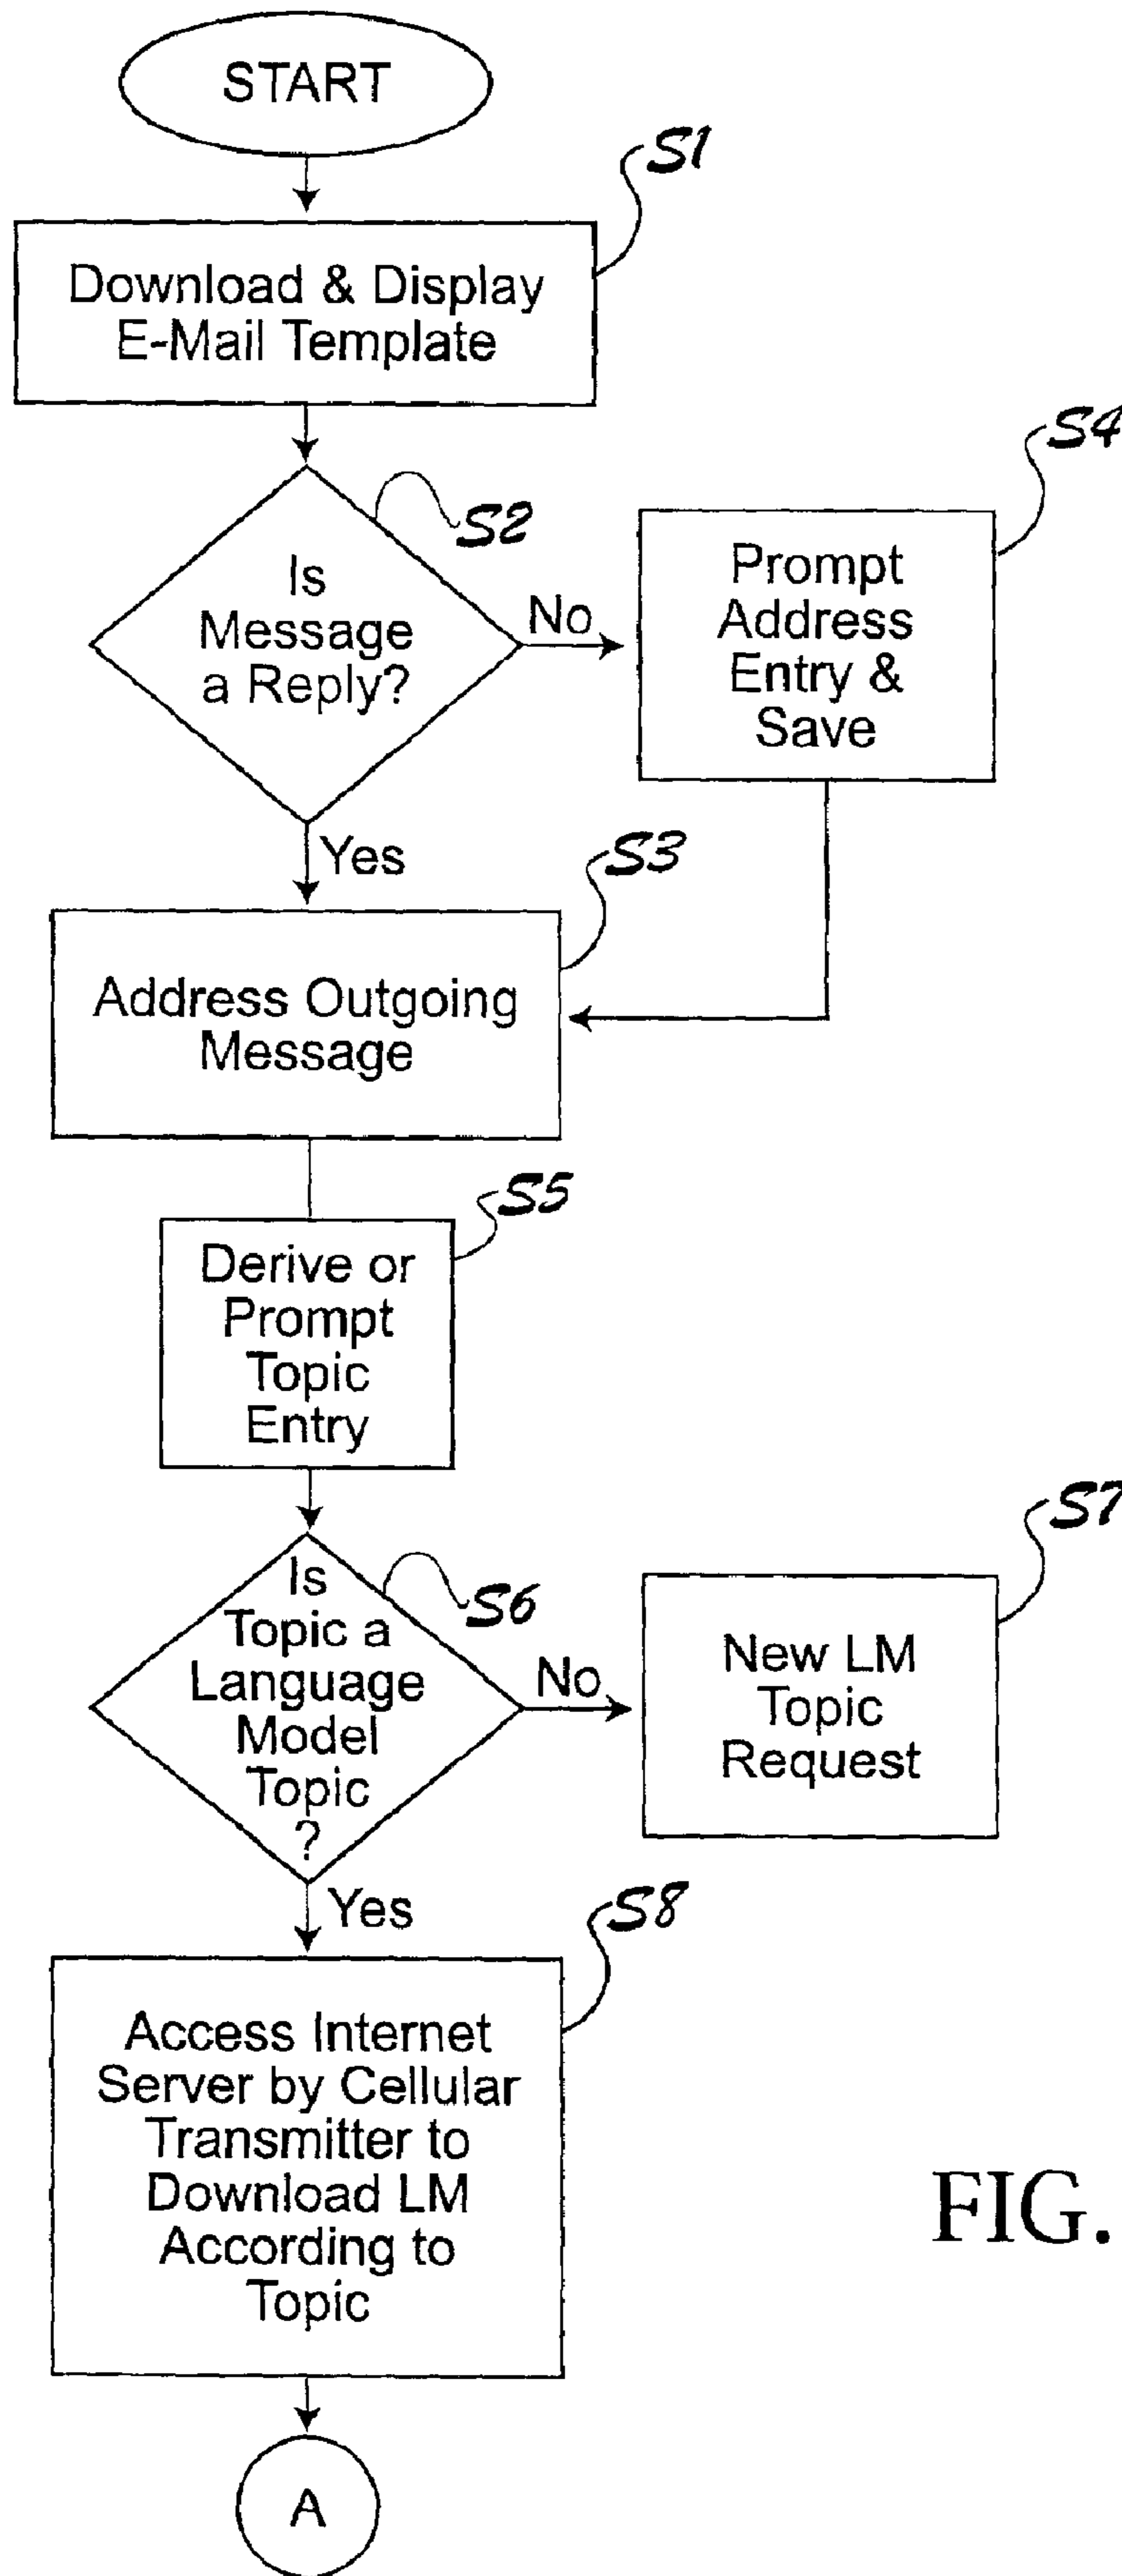 START
S1
Download & Display
E-Mail Template
S2
Is
Message
a Reply?
No
S4
Prompt
Address
Entry &
Save
Yes
S3
Address Outgoing
Message
S5
Derive or
Prompt
Topic
Entry
S6
Is
Topic a
Language
Model
Topic
?
No
S7
New LM
Topic
Request
Yes
S8
Access Internet
Server by Cellular
Transmitter to
Download LM
According to
Topic
FIG.
A